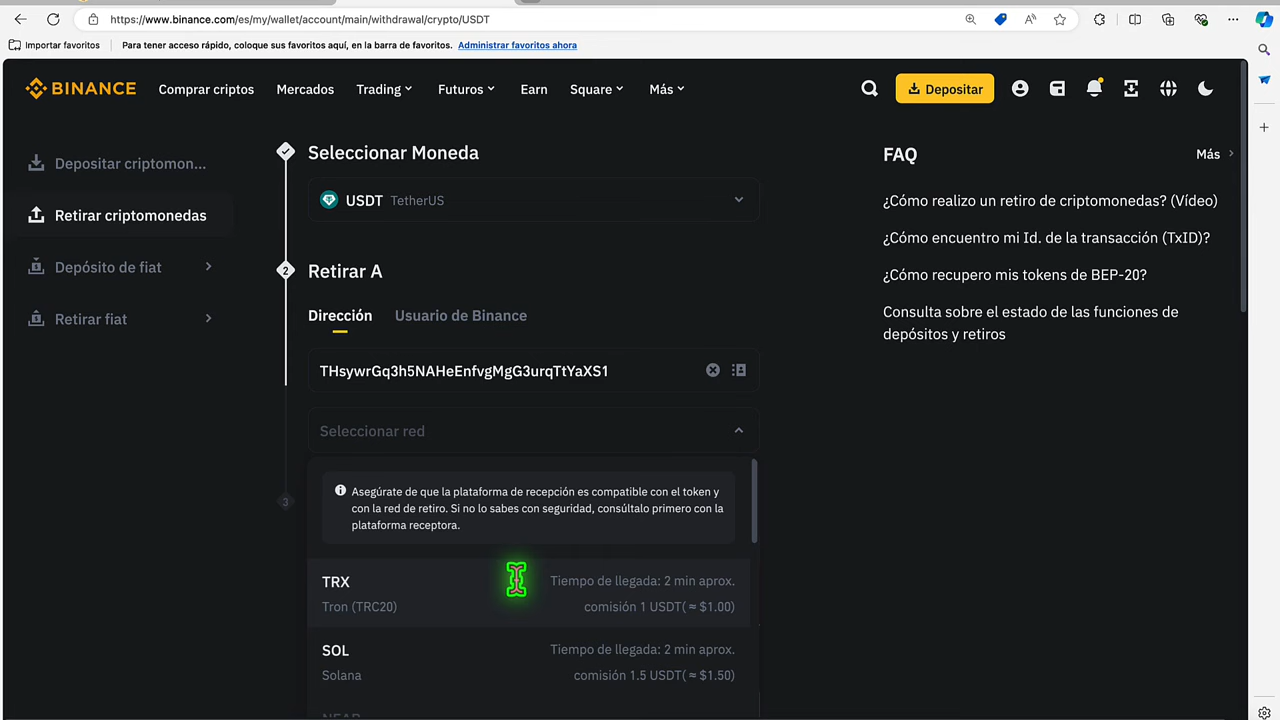 https://www.binance.com/es/my/wallet/account/main/withdrawal/crypto/USDT
Importar favoritos
Para tener acceso rápido, coloque sus favoritos aquí, en la barra de favoritos. Administrar favoritos ahora
BINANCE
Comprar criptos
Mercados
Trading
Futuros
Earn
Square
Más
Depositar
Depositar criptomon...
Retirar criptomonedas
Depósito de fiat
Retirar fiat
Seleccionar Moneda
USDT TetherUS
2
Retirar A
Dirección
Usuario de Binance
THsywrGq3h5NAHeEnfvgMgG3urqTtYaXS1
Seleccionar red
3
Asegúrate de que la plataforma de recepción es compatible con el token y
con la red de retiro. Si no lo sabes con seguridad, consúltalo primero con la
plataforma receptora.
TRX
Tiempo de llegada: 2 min aprox.
Tron (TRC20)
comisión 1 USDT( ≈ $1.00)
SOL
Tiempo de llegada: 2 min aprox.
Solana
comisión 1.5 USDT( ≈ $1.50)
NEAR
FAQ
Más
¿Cómo realizo un retiro de criptomonedas? (Vídeo)
¿Cómo encuentro mi Id. de la transacción (TxID)?
¿Cómo recupero mis tokens de BEP-20?
Consulta sobre el estado de las funciones de
depósitos y retiros